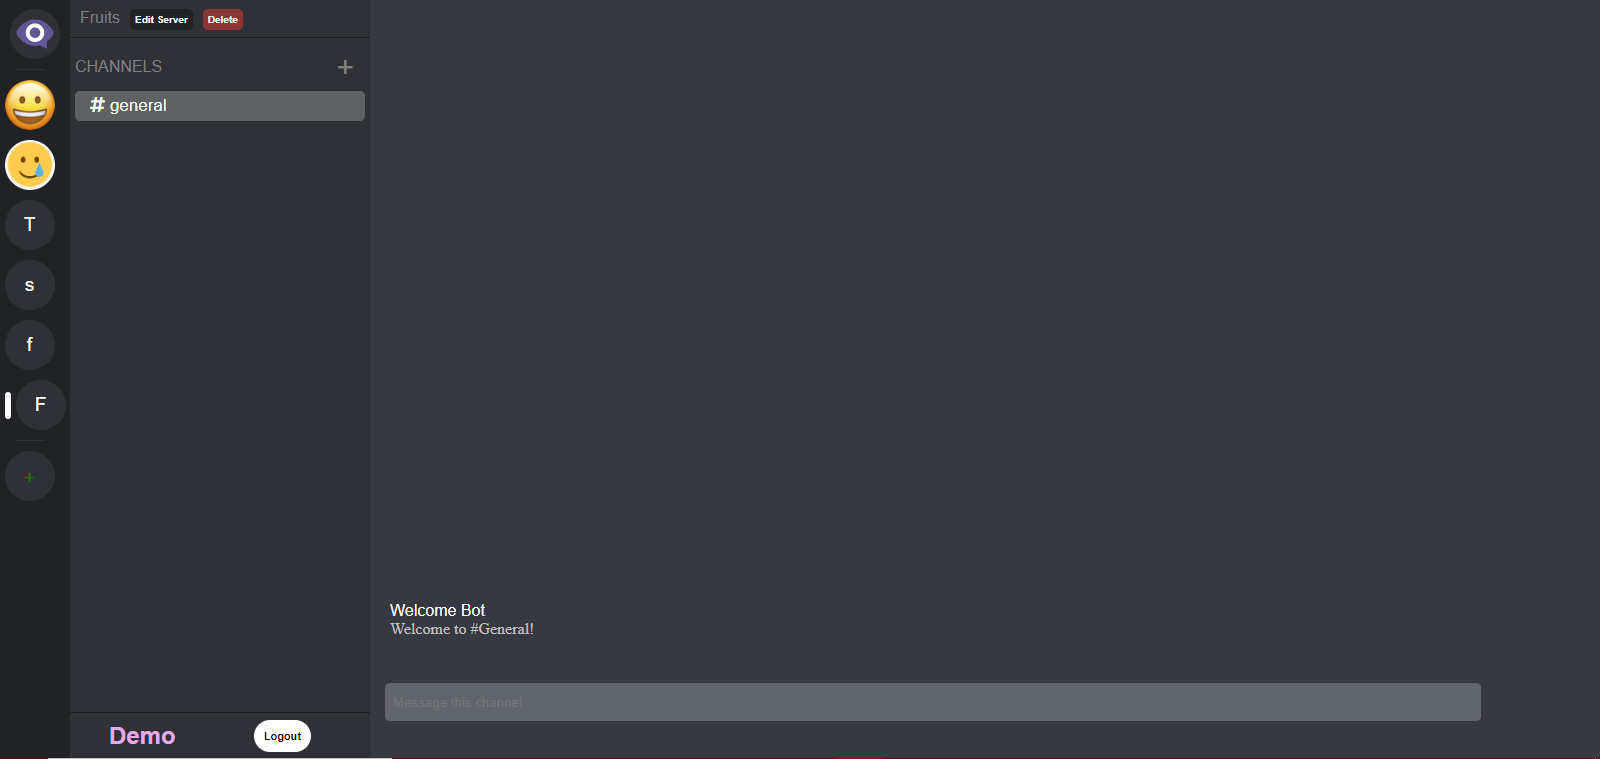 Fruits Edit Server Delete
CHANNELS +
# general
T
s
f
F
+
Welcome Bot
Welcome to #General!
Message this channel
Demo Logout